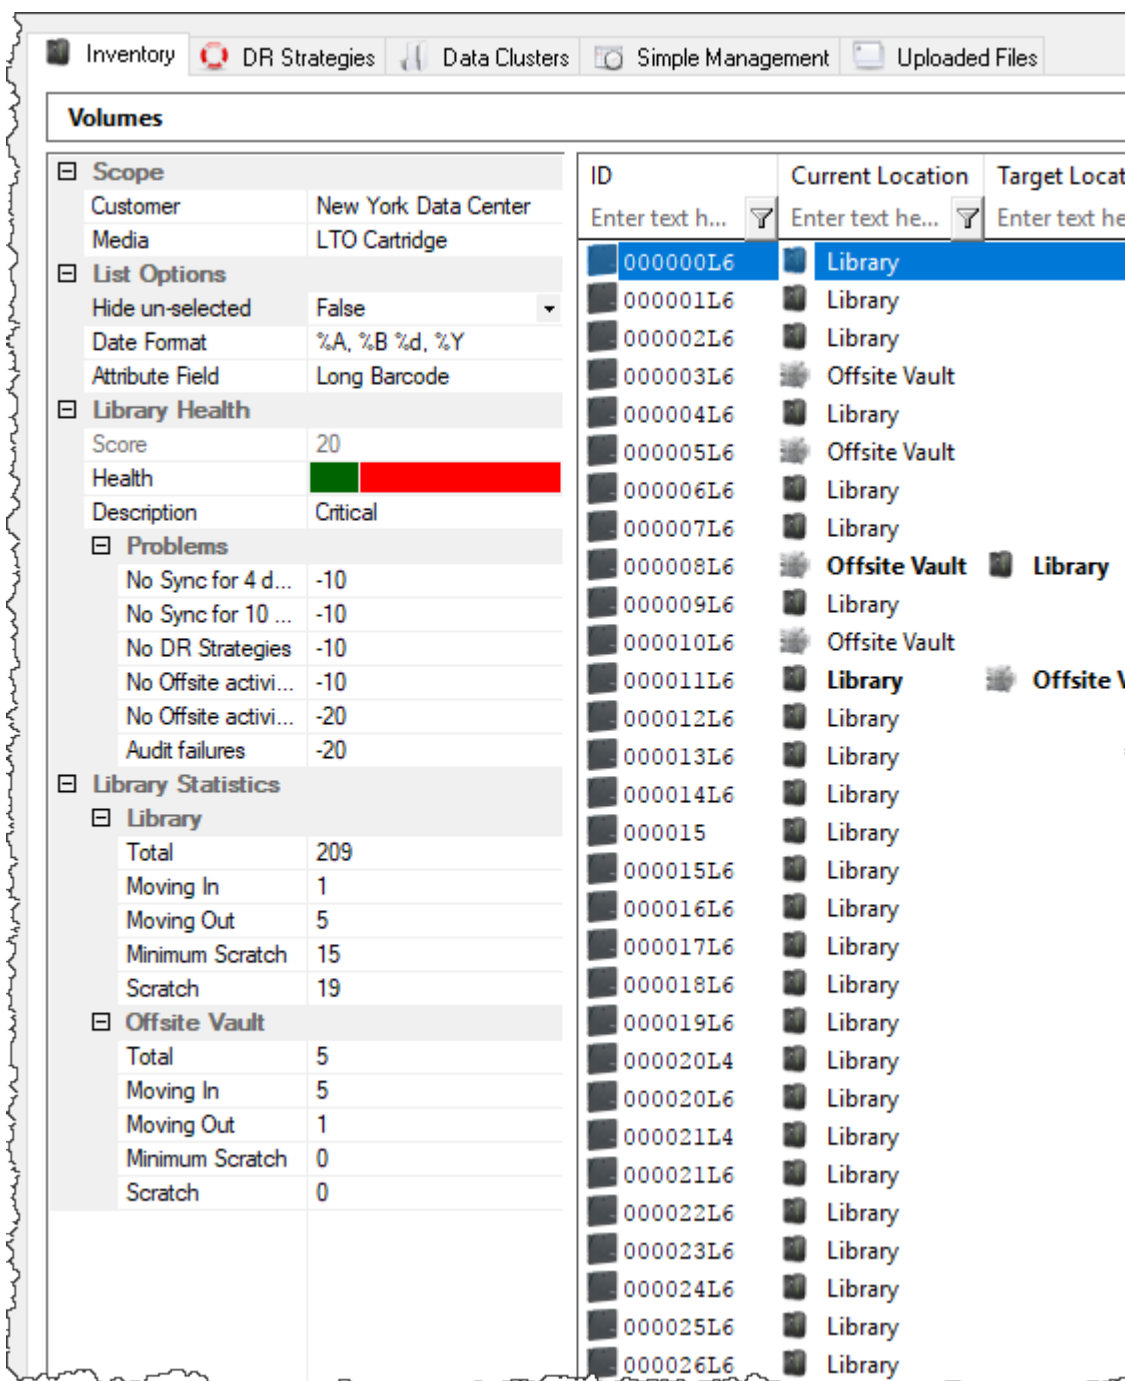 Inventory DR Strategies Data Clusters Simple Management Uploaded Files
Volumes
Scope
Customer New York Data Center
Media LTO Cartridge
List Options
Hide un-selected False
Date Format %A, %B %d, %Y
Attribute Field Long Barcode
Library Health
Score 20
Health
Description Critical
Problems
No Sync for 4 d... -10
No Sync for 10 ... -10
No DR Strategies -10
No Offsite activi... -10
No Offsite activi... -20
Audit failures -20
Library Statistics
Library
Total 209
Moving In 1
Moving Out 5
Minimum Scratch 15
Scratch 19
Offsite Vault
Total 5
Moving In 5
Moving Out 1
Minimum Scratch 0
Scratch 0
ID Current Location Target Locat
Enter text h... Enter text he... Enter text he
000000L6 Library
000001L6 Library
000002L6 Library
000003L6 Offsite Vault
000004L6 Library
000005L6 Offsite Vault
000006L6 Library
000007L6 Library
000008L6 Offsite Vault Library
000009L6 Library
000010L6 Offsite Vault
000011L6 Library Offsite V
000012L6 Library
000013L6 Library
000014L6 Library
000015 Library
000015L6 Library
000016L6 Library
000017L6 Library
000018L6 Library
000019L6 Library
000020L4 Library
000020L6 Library
000021L4 Library
000021L6 Library
000022L6 Library
000023L6 Library
000024L6 Library
000025L6 Library
000026L6 Library